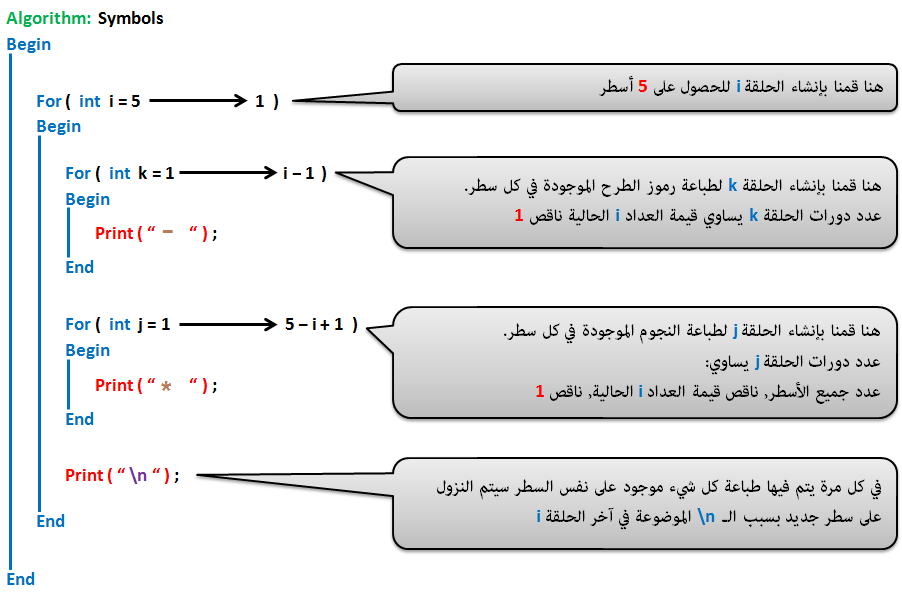 Algorithm: Symbols
Begin
For ( int i = 5 → 1 )
هنا قمنا بإنشاء الحلقة i للحصول على 5 أسطر
Begin
For ( int k = 1 → i – 1 )
هنا قمنا بإنشاء الحلقة k لطباعة رموز الطرح الموجودة في كل سطر.
عدد دورات الحلقة k يساوي قيمة العداد i الحالية ناقص 1
Begin
Print ( “ – “ ) ;
End
For ( int j = 1 → 5 – i + 1 )
هنا قمنا بإنشاء الحلقة j لطباعة النجوم الموجودة في كل سطر.
عدد دورات الحلقة j يساوي:
عدد جميع الأسطر, ناقص قيمة العداد i الحالية, ناقص 1
Begin
Print ( “ * “ ) ;
End
Print ( “ \n “ ) ;
في كل مرة يتم فيها طباعة كل شيء موجود على نفس السطر سيتم النزول
على سطر جديد بسبب الـ \n الموضوعة في آخر الحلقة i
End
End